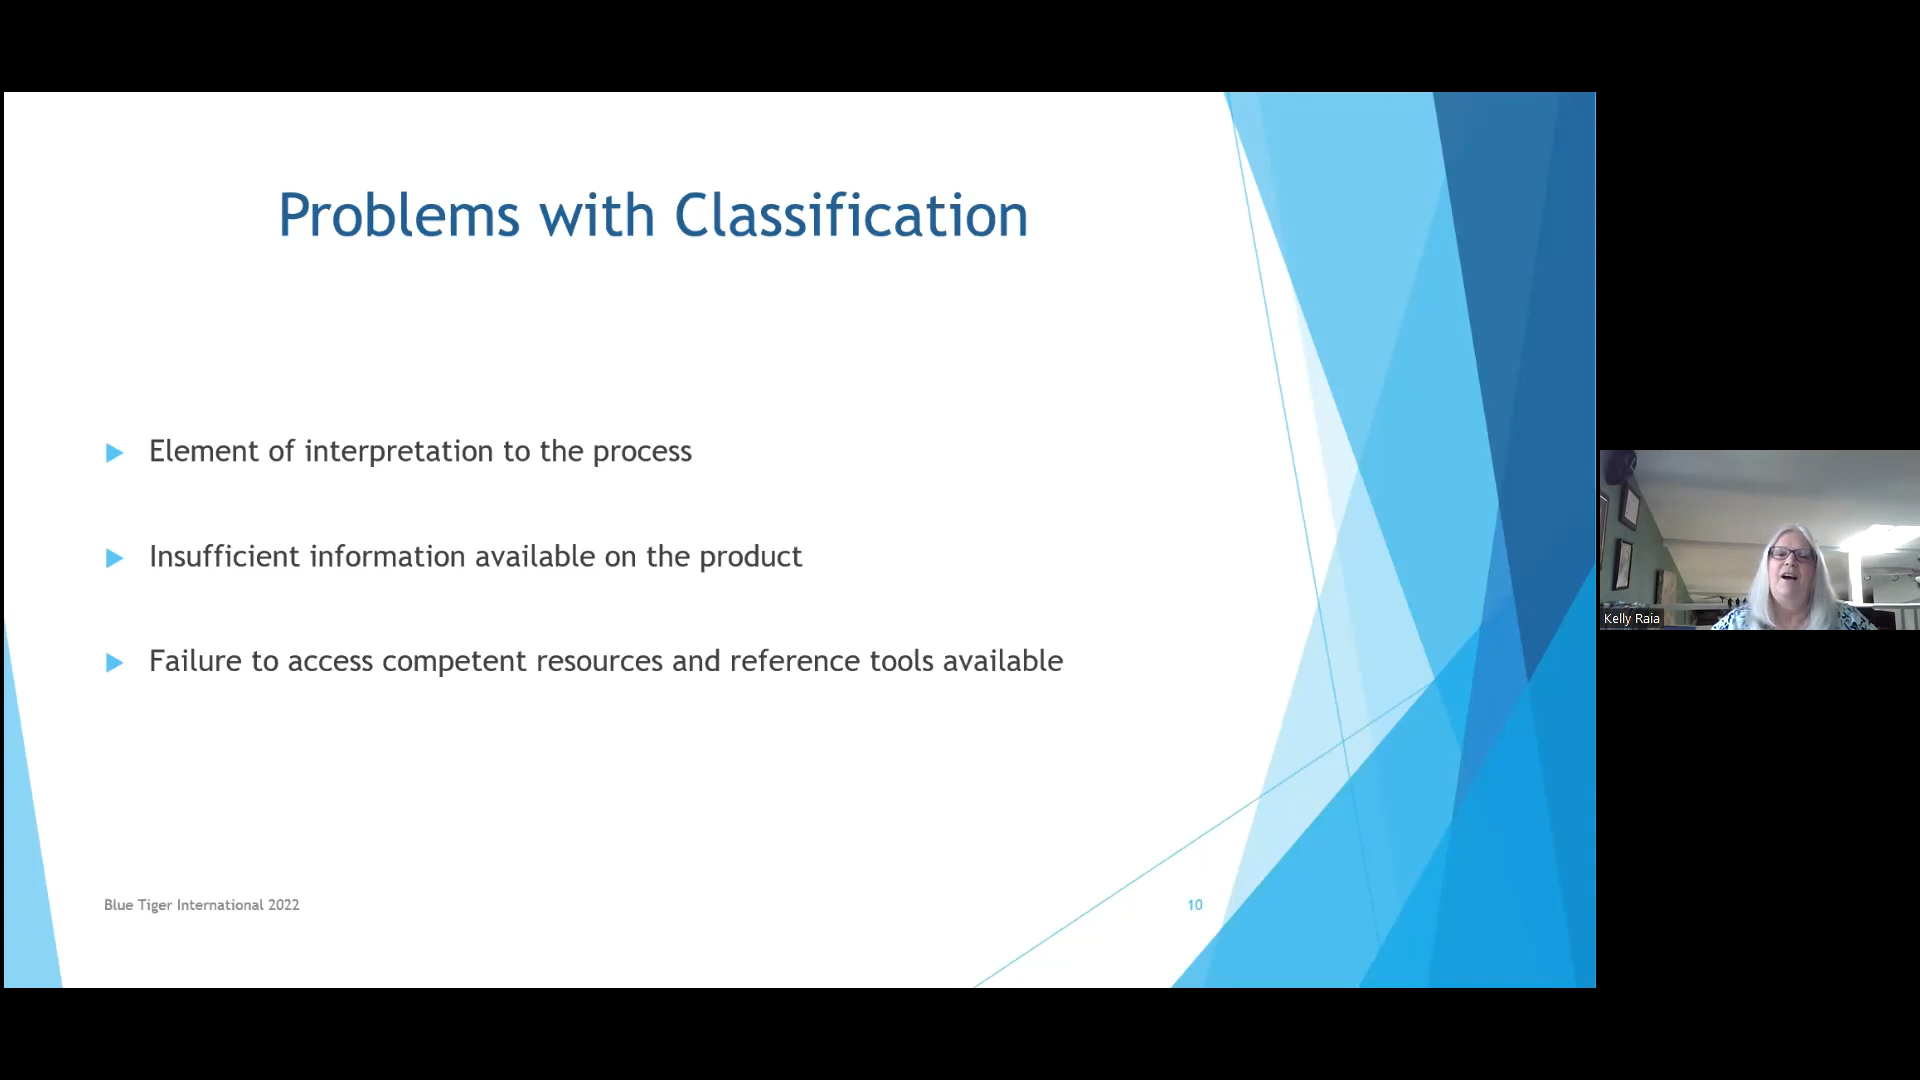 Problems with Classification
Element of interpretation to the process
Insufficient information available on the product
Failure to access competent resources and reference tools available
Blue Tiger International 2022
10
Kelly Raia